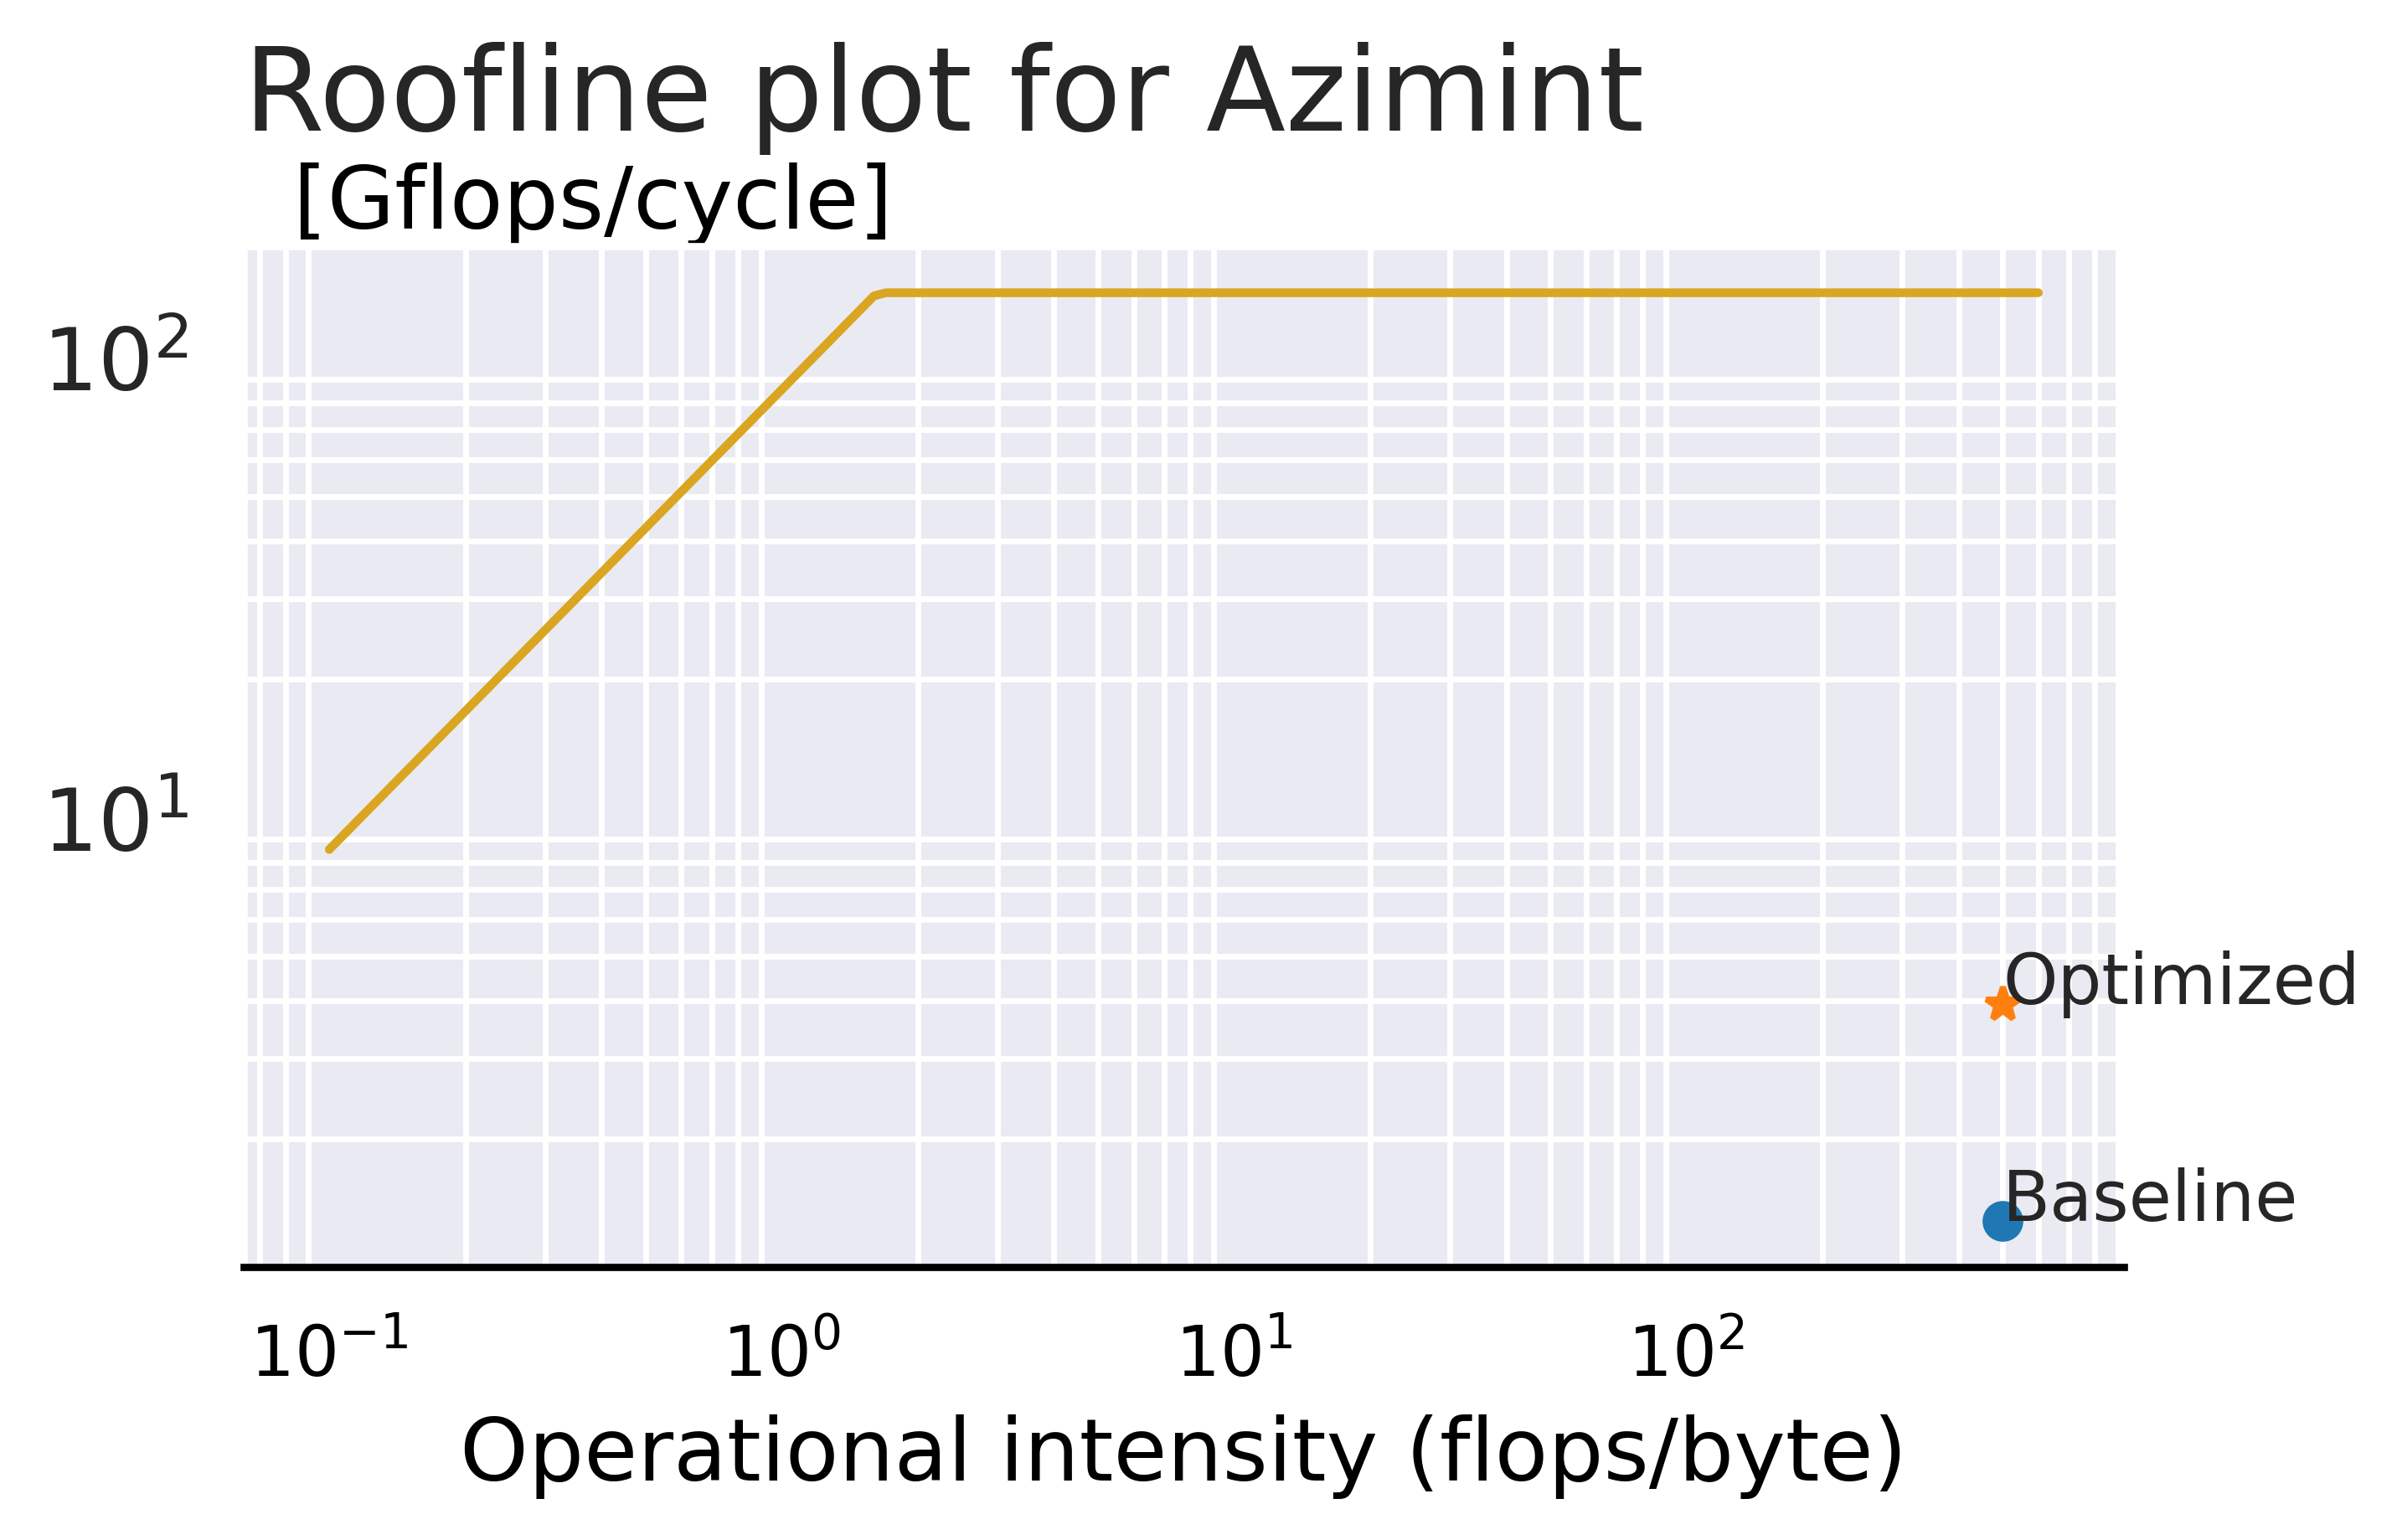 Roofline plot for Azimint
[Gflops/cycle]
10²
10¹
Optimized
Baseline
10⁻¹ 10⁰ 10¹ 10²
Operational intensity (flops/byte)